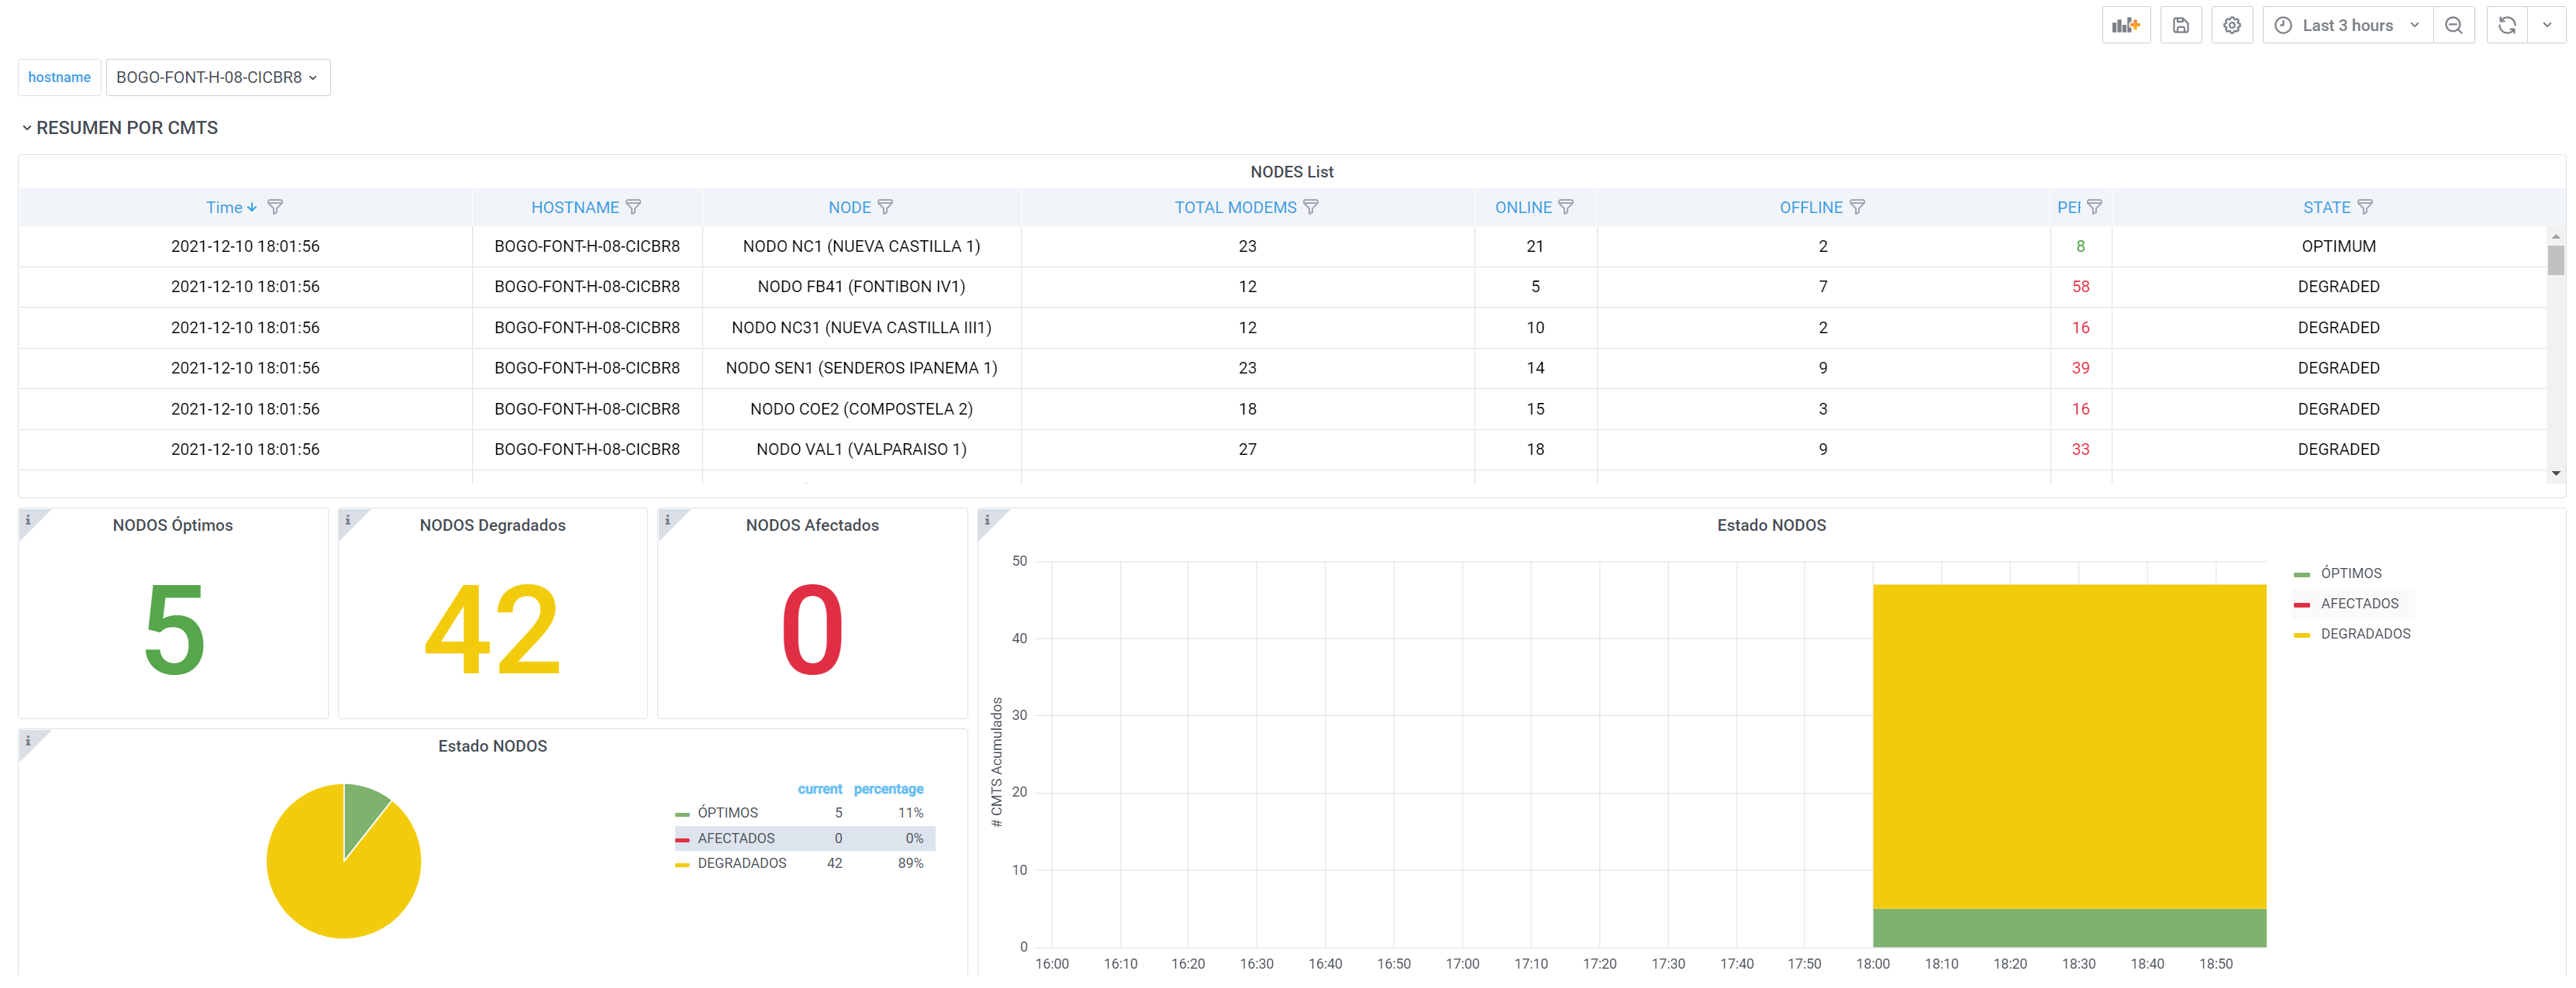 Last 3 hours
hostname BOGO-FONT-H-08-CICBR8
RESUMEN POR CMTS
NODES List
Time HOSTNAME NODE TOTAL MODEMS ONLINE OFFLINE PER STATE
2021-12-10 18:01:56 BOGO-FONT-H-08-CICBR8 NODO NC1 (NUEVA CASTILLA 1) 23 21 2 8 OPTIMUM
2021-12-10 18:01:56 BOGO-FONT-H-08-CICBR8 NODO FB41 (FONTIBON IV1) 12 5 7 58 DEGRADED
2021-12-10 18:01:56 BOGO-FONT-H-08-CICBR8 NODO NC31 (NUEVA CASTILLA III1) 12 10 2 16 DEGRADED
2021-12-10 18:01:56 BOGO-FONT-H-08-CICBR8 NODO SEN1 (SENDEROS IPANEMA 1) 23 14 9 39 DEGRADED
2021-12-10 18:01:56 BOGO-FONT-H-08-CICBR8 NODO COE2 (COMPOSTELA 2) 18 15 3 16 DEGRADED
2021-12-10 18:01:56 BOGO-FONT-H-08-CICBR8 NODO VAL1 (VALPARAISO 1) 27 18 9 33 DEGRADED
NODOS Óptimos
5
NODOS Degradados
42
NODOS Afectados
0
Estado NODOS
current percentage
ÓPTIMOS 5 11%
AFECTADOS 0 0%
DEGRADADOS 42 89%
Estado NODOS
# CMTS Acumulados
50
40
30
20
10
0
16:00 16:10 16:20 16:30 16:40 16:50 17:00 17:10 17:20 17:30 17:40 17:50 18:00 18:10 18:20 18:30 18:40 18:50
ÓPTIMOS
AFECTADOS
DEGRADADOS